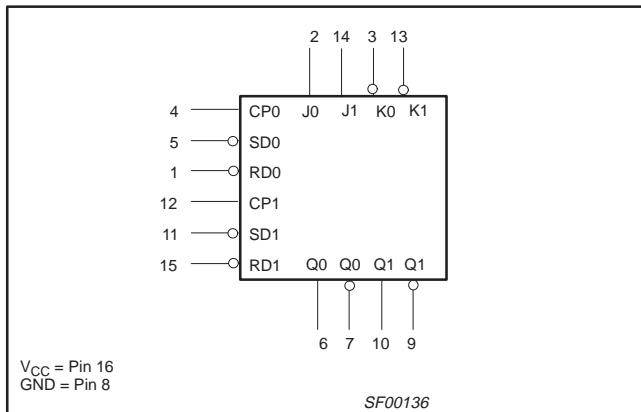 2 14 3 13
4 CP0 J0 J1 K0 K1
5 SD0
1 RD0
12 CP1
11 SD1
15 RD1 Q0 Q0 Q1 Q1
6 7 10 9
VCC = Pin 16
GND = Pin 8
SF00136